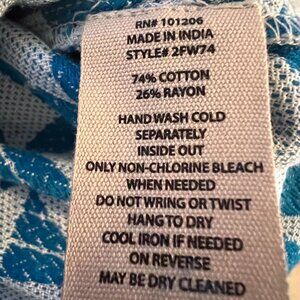 RN# 101206
MADE IN INDIA
STYLE# 2FW74
74% COTTON
26% RAYON
HAND WASH COLD
SEPARATELY
INSIDE OUT
ONLY NON-CHLORINE BLEACH
WHEN NEEDED
DO NOT WRING OR TWIST
HANG TO DRY
COOL IRON IF NEEDED
ON REVERSE
MAY BE DRY CLEANED